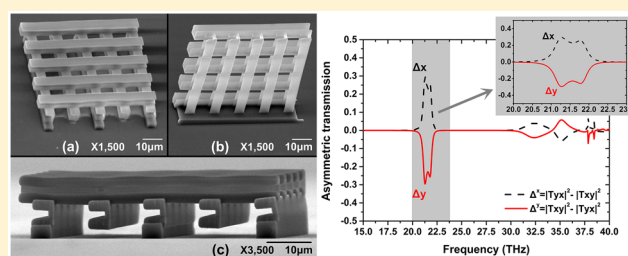 (a) X1,500 10μm
(b) X1,500 10μm
(c) X3,500 10μm
Asymmetric transmission
0.5
0.4
0.3
0.2
0.1
0.0
-0.1
-0.2
-0.3
-0.4
-0.5
Δx
Δy
15.0 17.5 20.0 22.5 25.0 27.5 30.0 32.5 35.0 37.5 40.0
Frequency (THz)
Δˣ=|Tyx|²-|Txy|²
Δʸ=|Txy|²-|Tyx|²
0.4
0.2
0.0
-0.2
-0.4
Δx
Δy
20.0 20.5 21.0 21.5 22.0 22.5